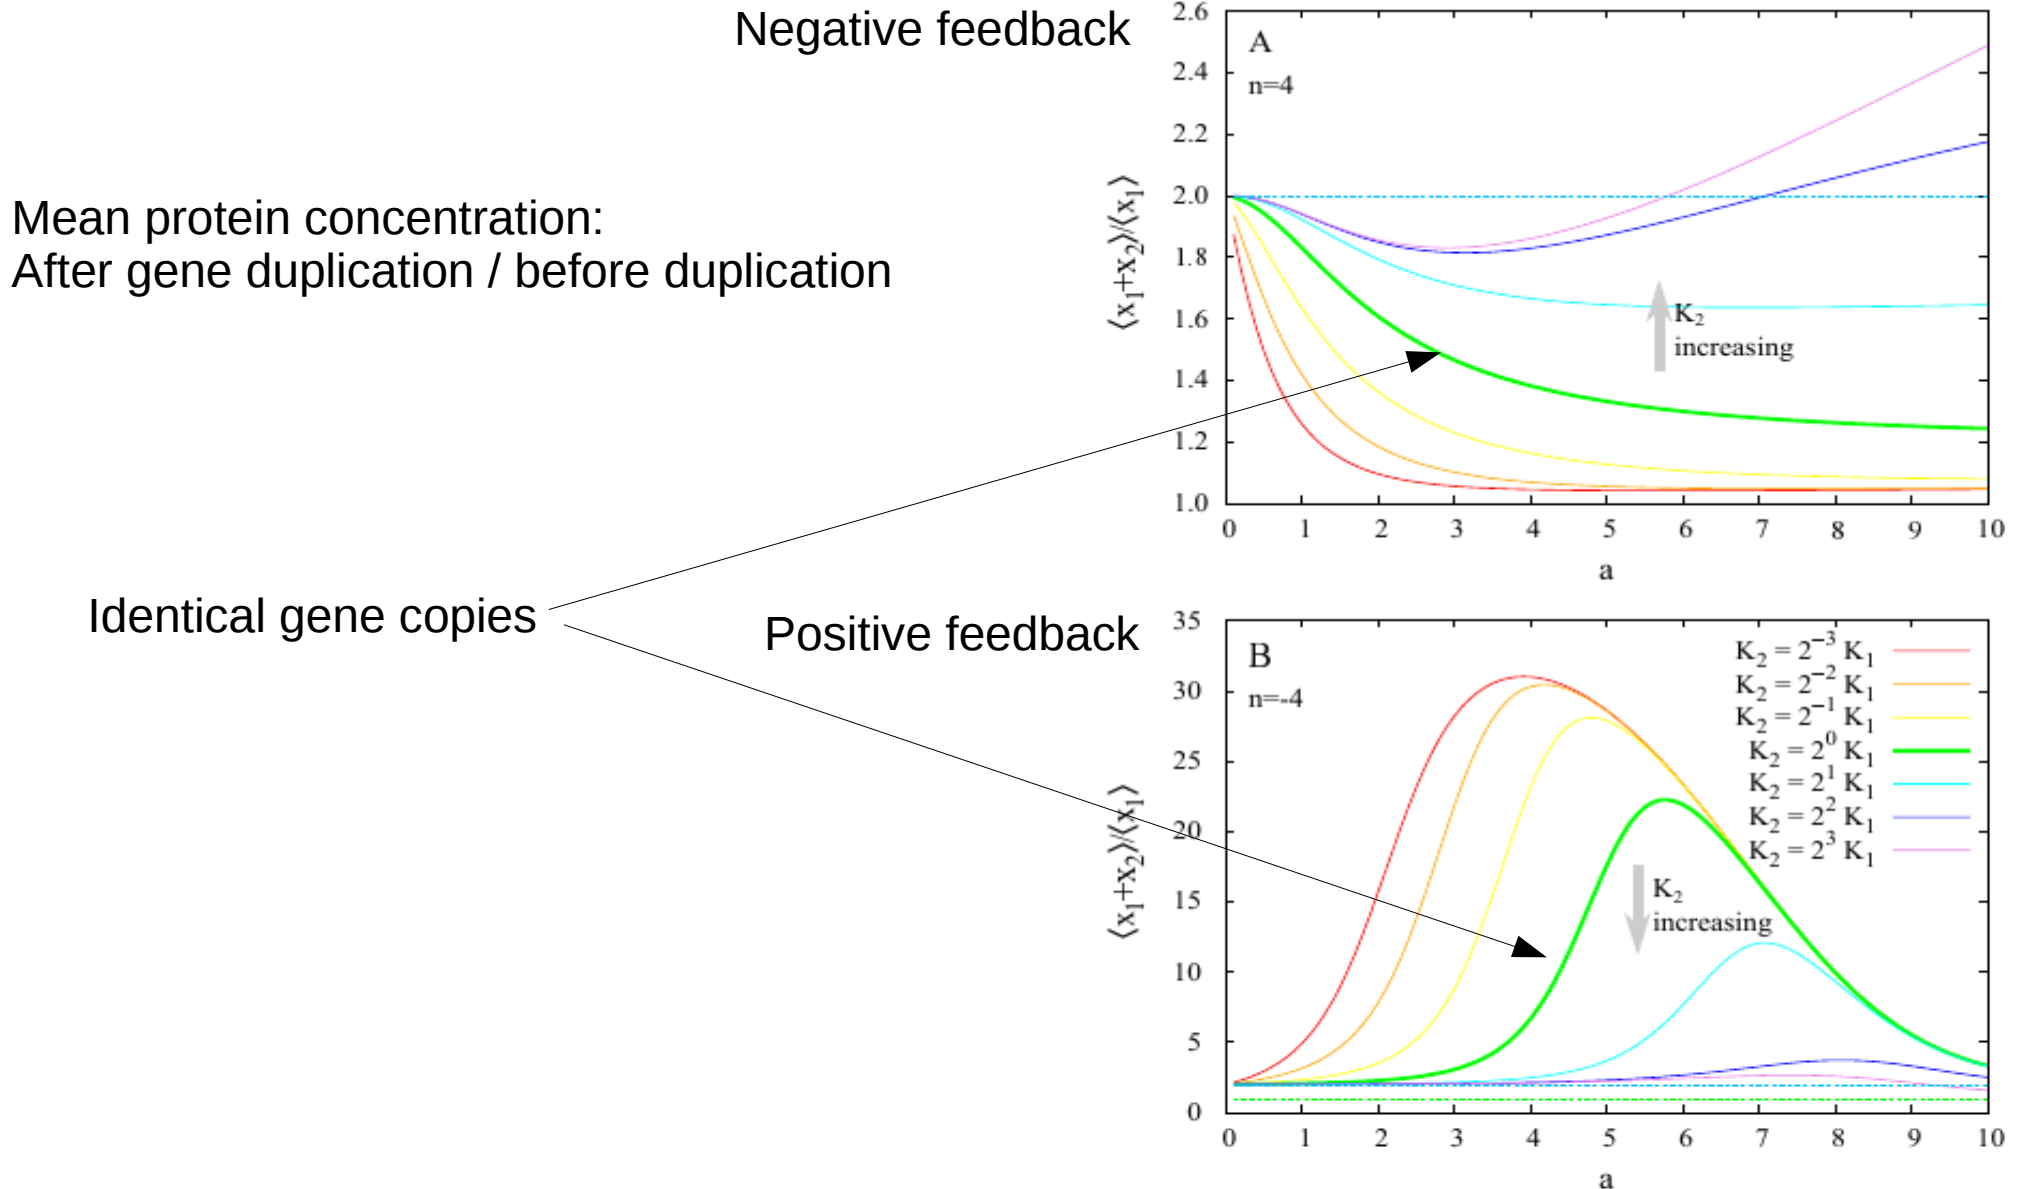 Negative feedback
Mean protein concentration:
After gene duplication / before duplication
Identical gene copies
Positive feedback
A
n=4
⟨x₁+x₂⟩/⟨x₁⟩
2.6
2.4
2.2
2.0
1.8
1.6
1.4
1.2
1.0
K₂
increasing
0 1 2 3 4 5 6 7 8 9 10
a
B
n=-4
⟨x₁+x₂⟩/⟨x₁⟩
35
30
25
20
15
10
5
0
K₂ = 2⁻³ K₁
K₂ = 2⁻² K₁
K₂ = 2⁻¹ K₁
K₂ = 2⁰ K₁
K₂ = 2¹ K₁
K₂ = 2² K₁
K₂ = 2³ K₁
K₂
increasing
0 1 2 3 4 5 6 7 8 9 10
a